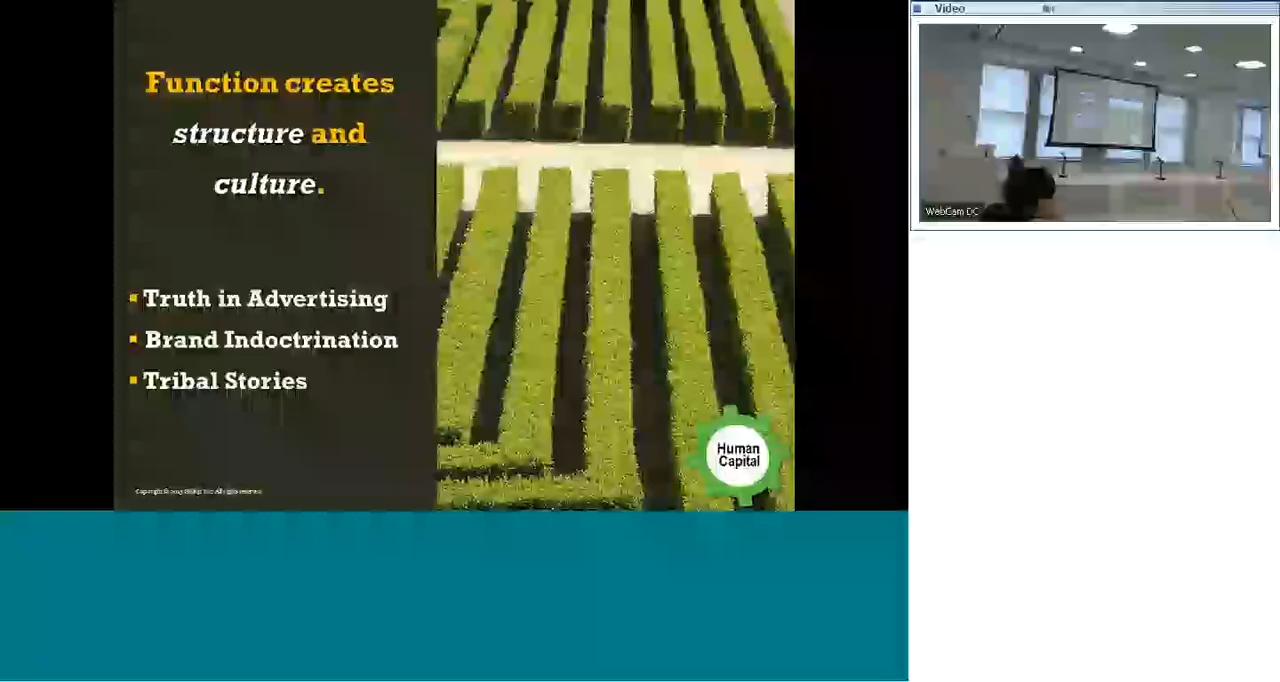 Function creates
structure and
culture.
▪ Truth in Advertising
▪ Brand Indoctrination
▪ Tribal Stories
Human
Capital
Video
WebCam DC